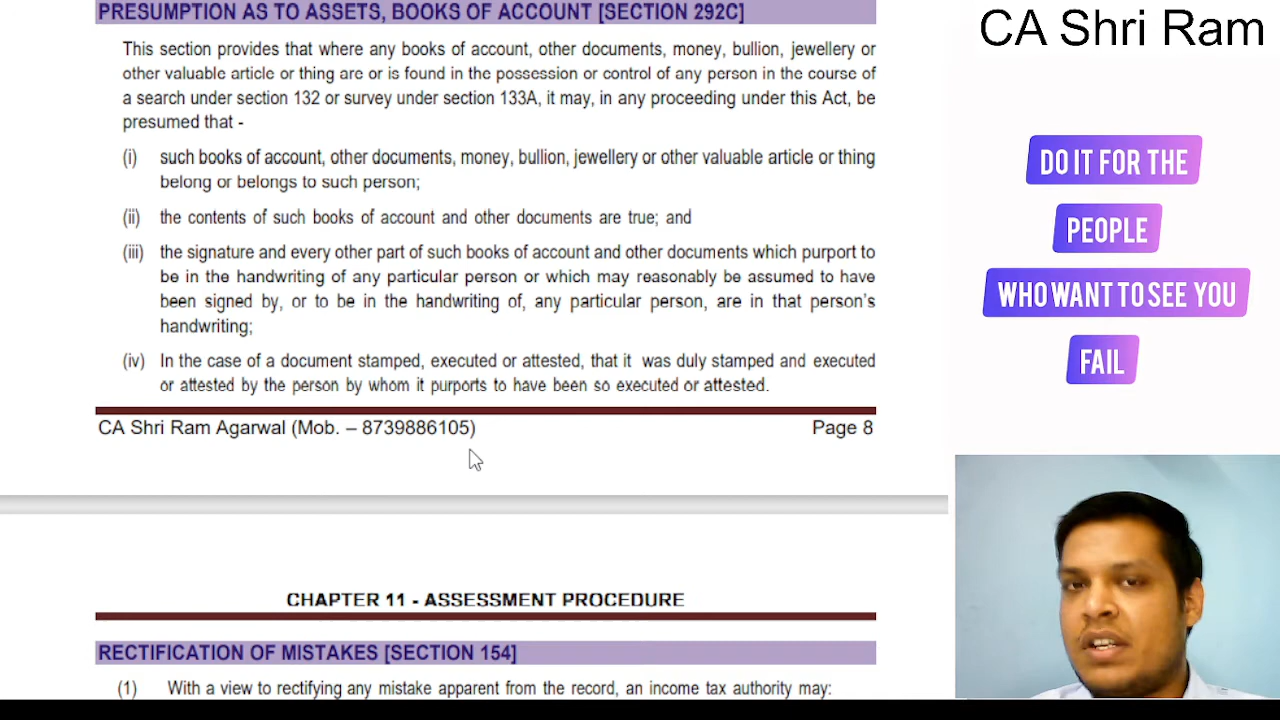 PRESUMPTION AS TO ASSETS, BOOKS OF ACCOUNT [SECTION 292C]
This section provides that where any books of account, other documents, money, bullion, jewellery or
other valuable article or thing are or is found in the possession or control of any person in the course of
a search under section 132 or survey under section 133A, it may, in any proceeding under this Act, be
presumed that -
(i) such books of account, other documents, money, bullion, jewellery or other valuable article or thing
belong or belongs to such person;
(ii) the contents of such books of account and other documents are true; and
(iii) the signature and every other part of such books of account and other documents which purport to
be in the handwriting of any particular person or which may reasonably be assumed to have
been signed by, or to be in the handwriting of, any particular person, are in that person's
handwriting;
(iv) In the case of a document stamped, executed or attested, that it was duly stamped and executed
or attested by the person by whom it purports to have been so executed or attested.
CA Shri Ram Agarwal (Mob. – 8739886105) Page 8
CHAPTER 11 - ASSESSMENT PROCEDURE
RECTIFICATION OF MISTAKES [SECTION 154]
(1) With a view to rectifying any mistake apparent from the record, an income tax authority may:
CA Shri Ram
DO IT FOR THE
PEOPLE
WHO WANT TO SEE YOU
FAIL